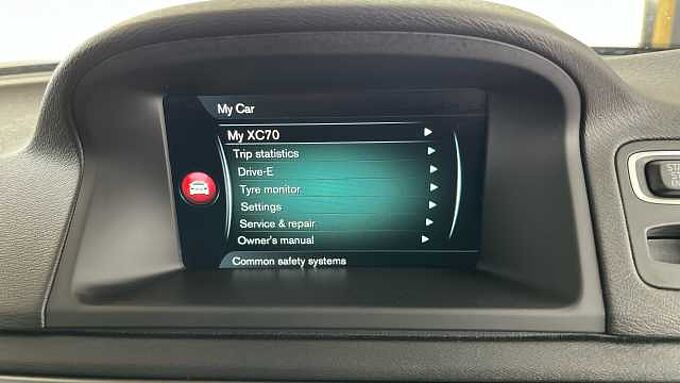 My Car
My XC70
Trip statistics
Drive-E
Tyre monitor
Settings
Service & repair
Owner's manual
Common safety systems